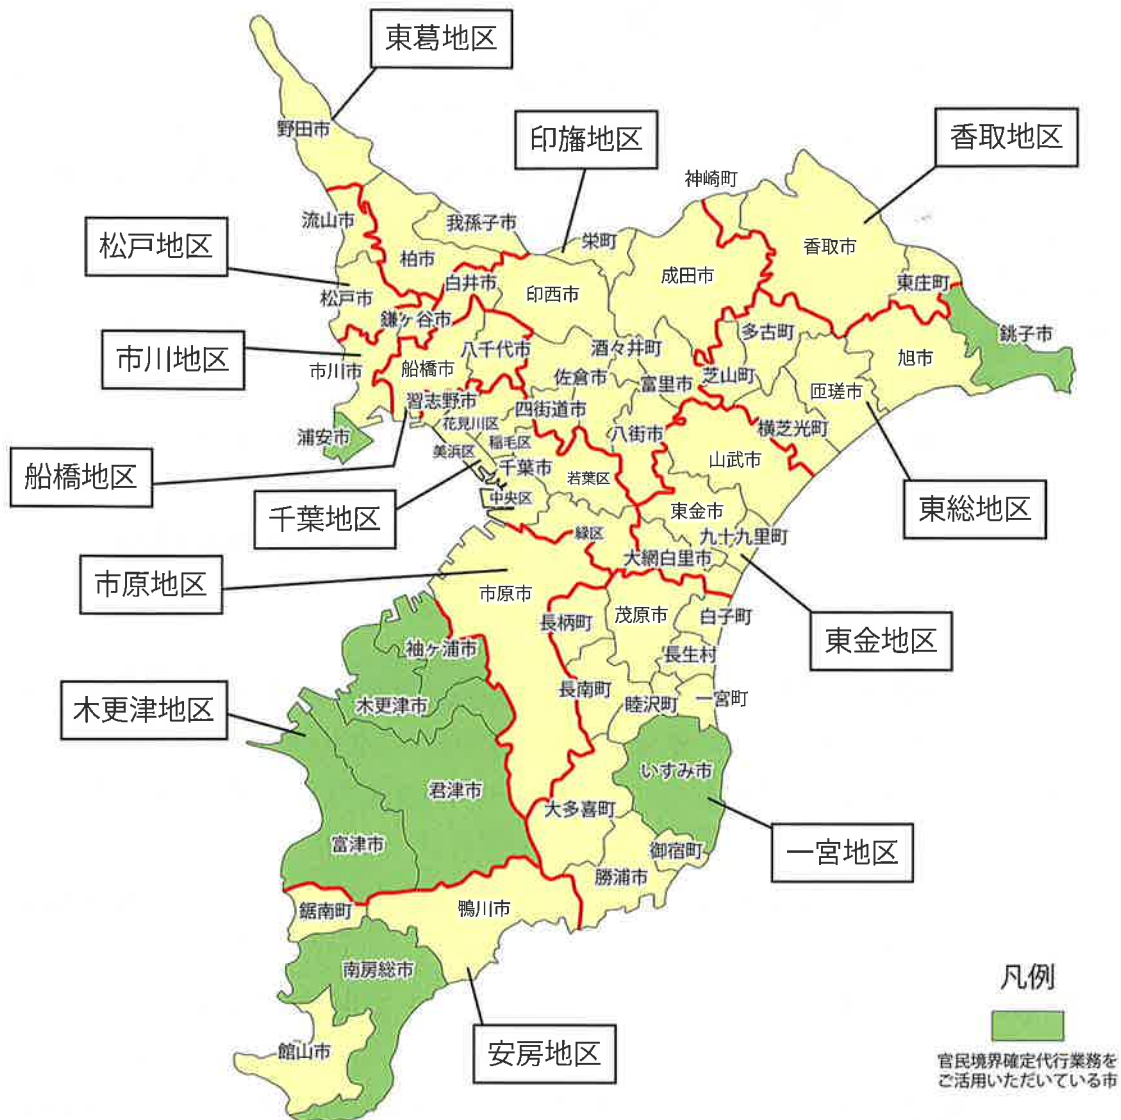 東葛地区
野田市
印旛地区
香取地区
神崎町
流山市
我孫子市
栄町
香取市
松戸地区
柏市
成田市
白井市
印西市
東庄町
松戸市
鎌ヶ谷市
銚子市
多古町
市川地区
八千代市
酒々井町
旭市
市川市
船橋市
佐倉市
富里市
芝山町
匝瑳市
習志野市
四街道市
花見川区
横芝光町
浦安市
稲毛区
八街市
美浜区
山武市
船橋地区
千葉市
若葉区
中央区
千葉地区
東金市
東総地区
緑区
九十九里町
大網白里市
市原地区
市原市
長柄町
茂原市
白子町
東金地区
袖ヶ浦市
長生村
長南町
睦沢町
一宮町
木更津地区
木更津市
いすみ市
君津市
大多喜町
富津市
御宿町
一宮地区
勝浦市
鋸南町
鴨川市
南房総市
凡例
館山市
安房地区
官民境界確定代行業務を
ご活用いただいている市